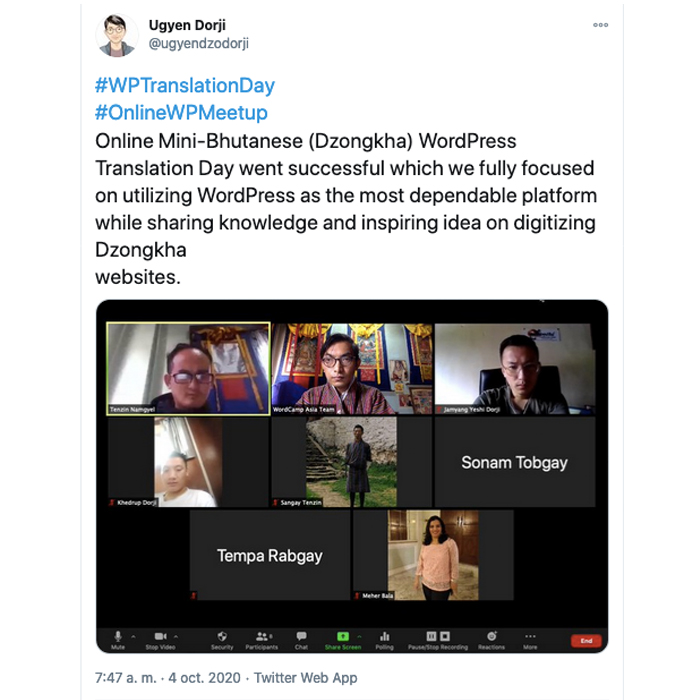 Ugyen Dorji
@ugyendzodorji
#WPTranslationDay
#OnlineWPMeetup
Online Mini-Bhutanese (Dzongkha) WordPress
Translation Day went successful which we fully focused
on utilizing WordPress as the most dependable platform
while sharing knowledge and inspiring idea on digitizing
Dzongkha
websites.
Tenzin Namgyel
WordCamp Asia Team
Jamyang Yeshi Dorji
Khedrup Dorji
Sangay Tenzin
Sonam Tobgay
Tempa Rabgay
Meher Bala
Mute
Stop Video
Security
Participants
Chat
Share Screen
Polling
Pause/Stop Recording
Reactions
More
End
7:47 a. m. · 4 oct. 2020 · Twitter Web App